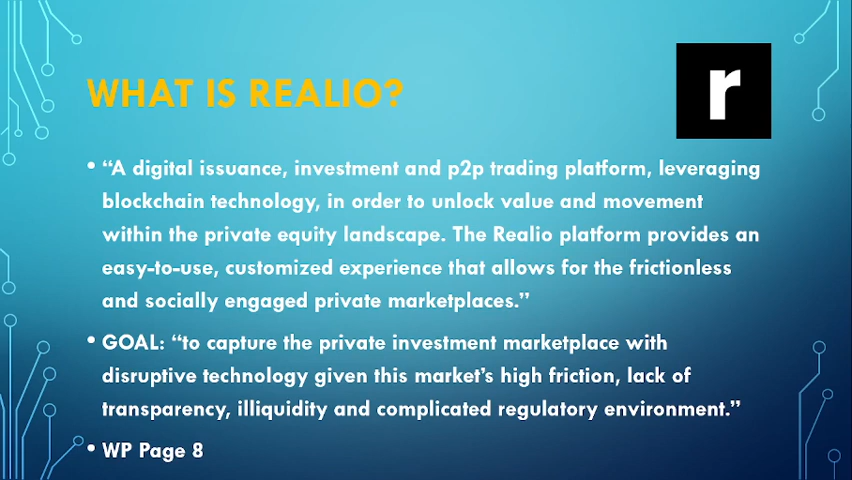 WHAT IS REALIO?
r
• “A digital issuance, investment and p2p trading platform, leveraging
blockchain technology, in order to unlock value and movement
within the private equity landscape. The Realio platform provides an
easy-to-use, customized experience that allows for the frictionless
and socially engaged private marketplaces.”
• GOAL: “to capture the private investment marketplace with
disruptive technology given this market’s high friction, lack of
transparency, illiquidity and complicated regulatory environment.”
• WP Page 8